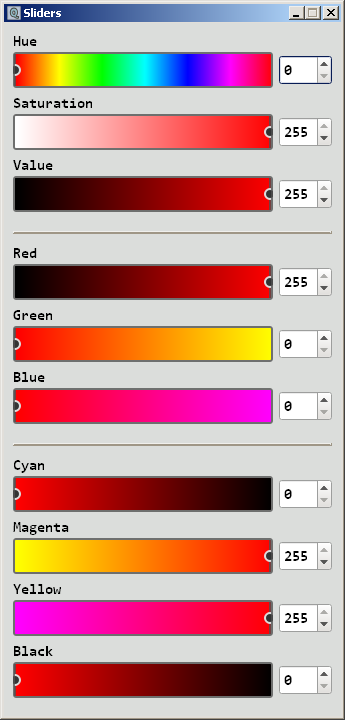 Sliders
Hue
0
Saturation
255
Value
255
Red
255
Green
0
Blue
0
Cyan
0
Magenta
255
Yellow
255
Black
0